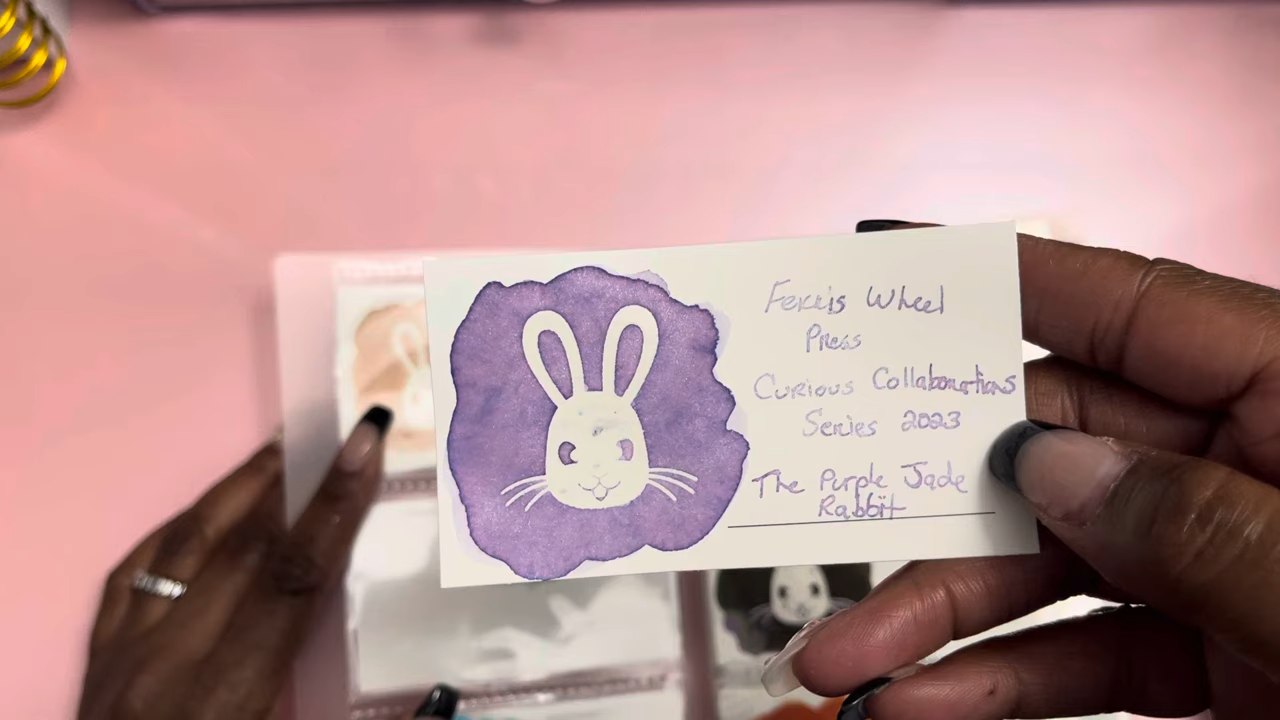 Ferris Wheel
Press
Curious Collaborations
Series 2023
The Purple Jade
Rabbit